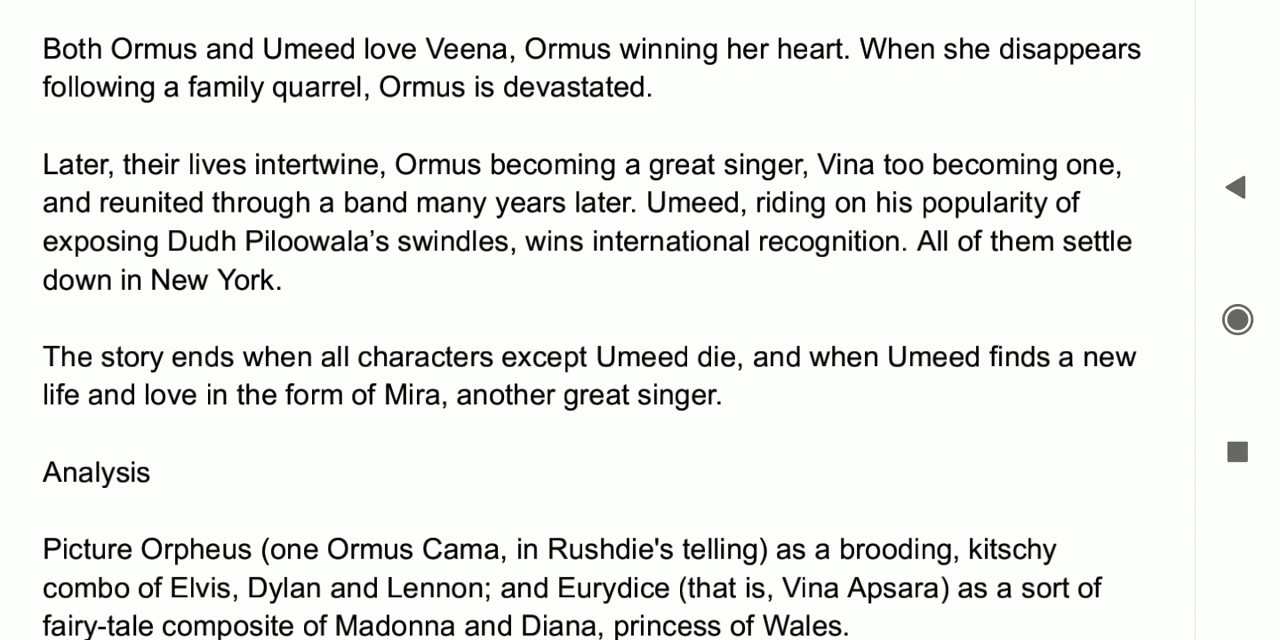 Both Ormus and Umeed love Veena, Ormus winning her heart. When she disappears
following a family quarrel, Ormus is devastated.
Later, their lives intertwine, Ormus becoming a great singer, Vina too becoming one,
and reunited through a band many years later. Umeed, riding on his popularity of
exposing Dudh Piloowala’s swindles, wins international recognition. All of them settle
down in New York.
The story ends when all characters except Umeed die, and when Umeed finds a new
life and love in the form of Mira, another great singer.
Analysis
Picture Orpheus (one Ormus Cama, in Rushdie's telling) as a brooding, kitschy
combo of Elvis, Dylan and Lennon; and Eurydice (that is, Vina Apsara) as a sort of
fairy-tale composite of Madonna and Diana, princess of Wales.